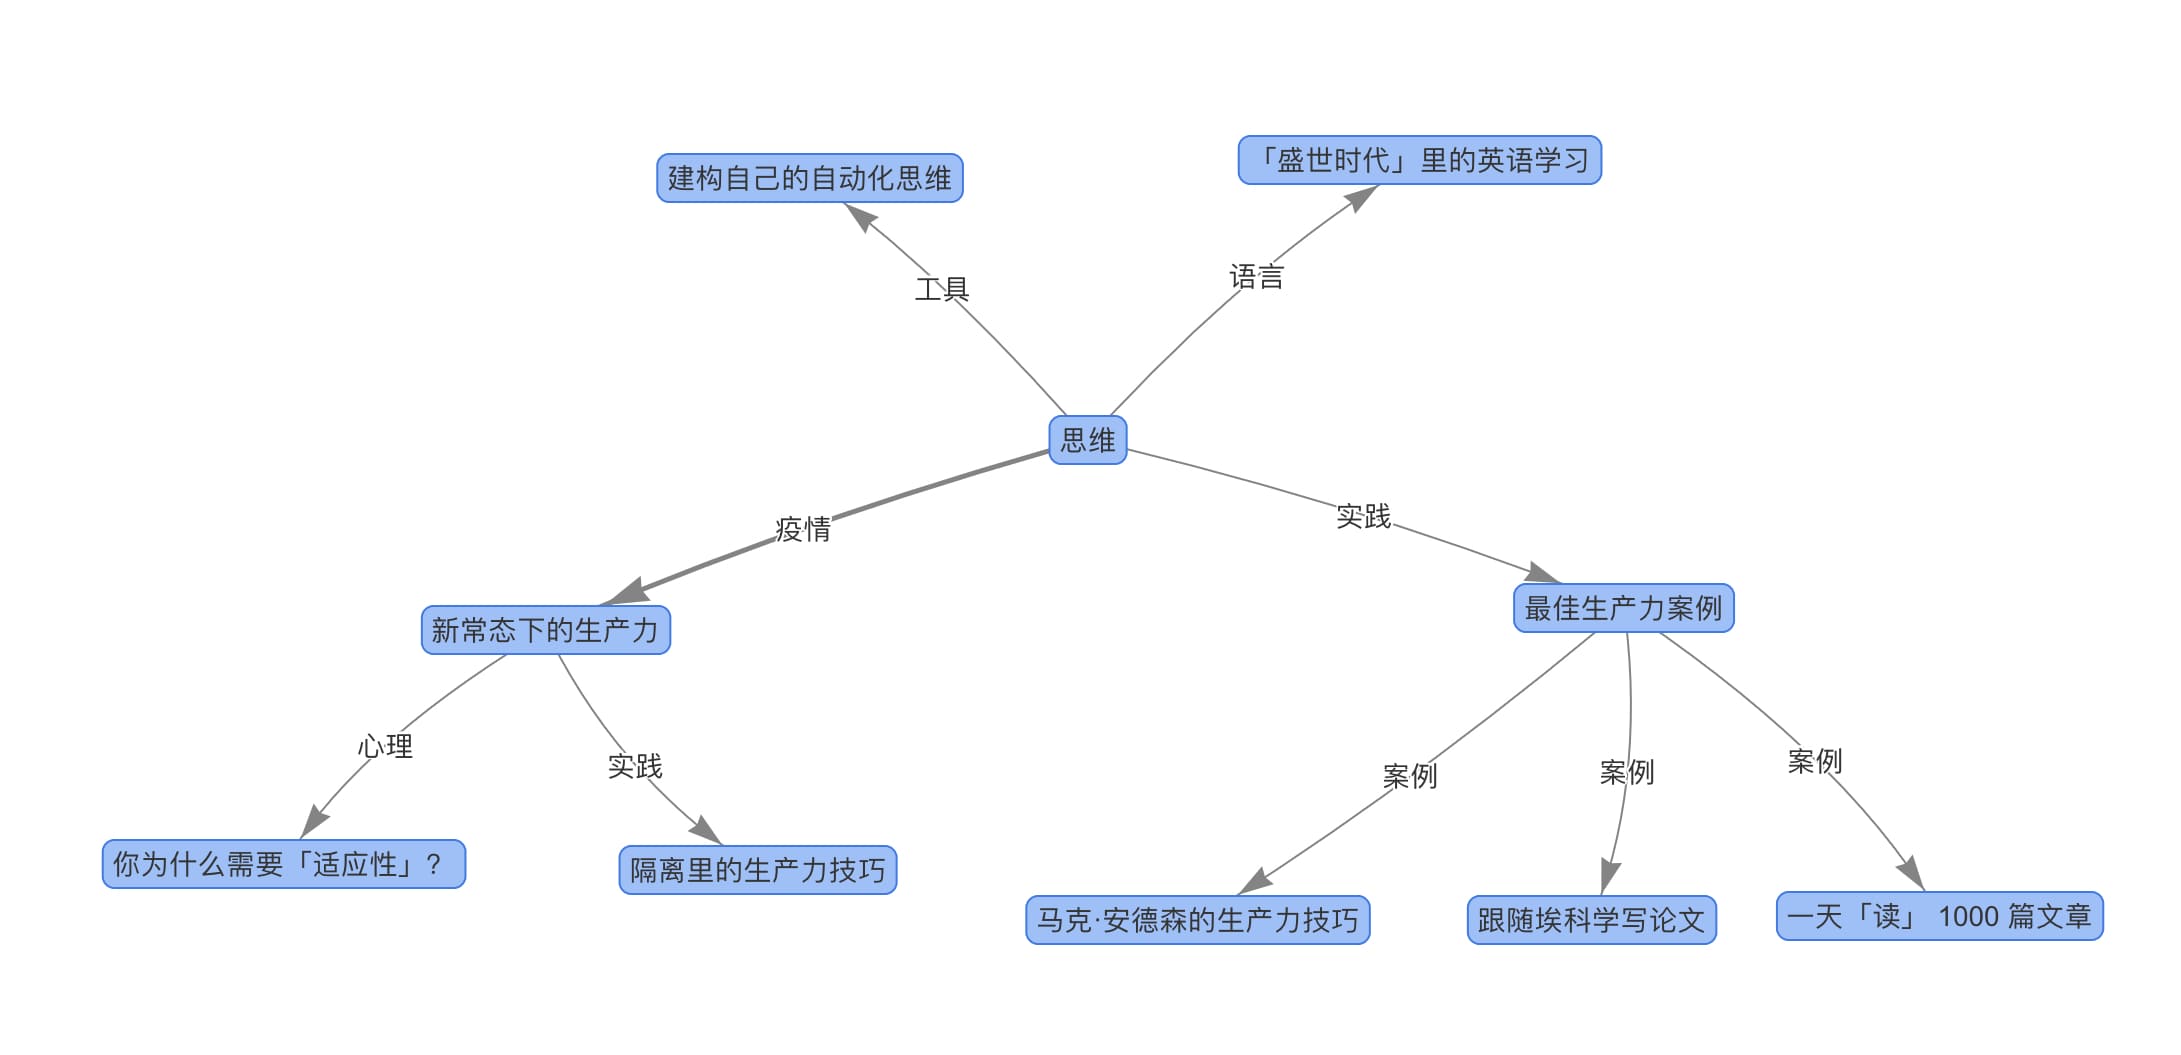 「盛世时代」里的英语学习
建构自己的自动化思维
语言
工具
思维
实践
疫情
最佳生产力案例
新常态下的生产力
心理
案例
实践
案例
案例
你为什么需要「适应性」？
隔离里的生产力技巧
一天「读」 1000 篇文章
马克·安德森的生产力技巧
跟随埃科学写论文